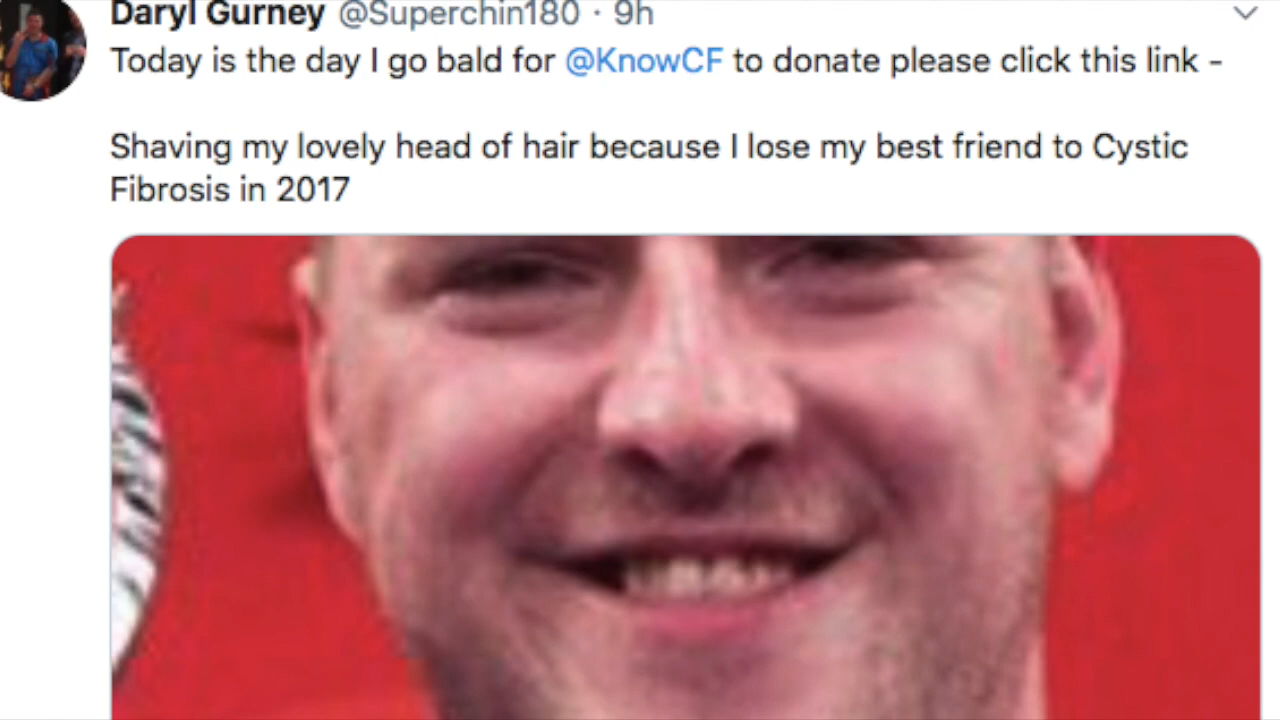 Daryl Gurney @Superchin180 · 9h
Today is the day I go bald for @KnowCF to donate please click this link -
Shaving my lovely head of hair because I lose my best friend to Cystic
Fibrosis in 2017